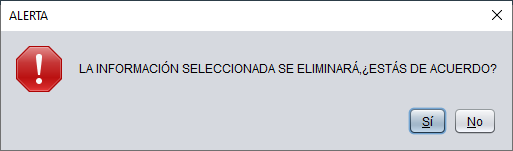 ALERTA
LA INFORMACIÓN SELECCIONADA SE ELIMINARÁ,¿ESTÁS DE ACUERDO?
Sí No